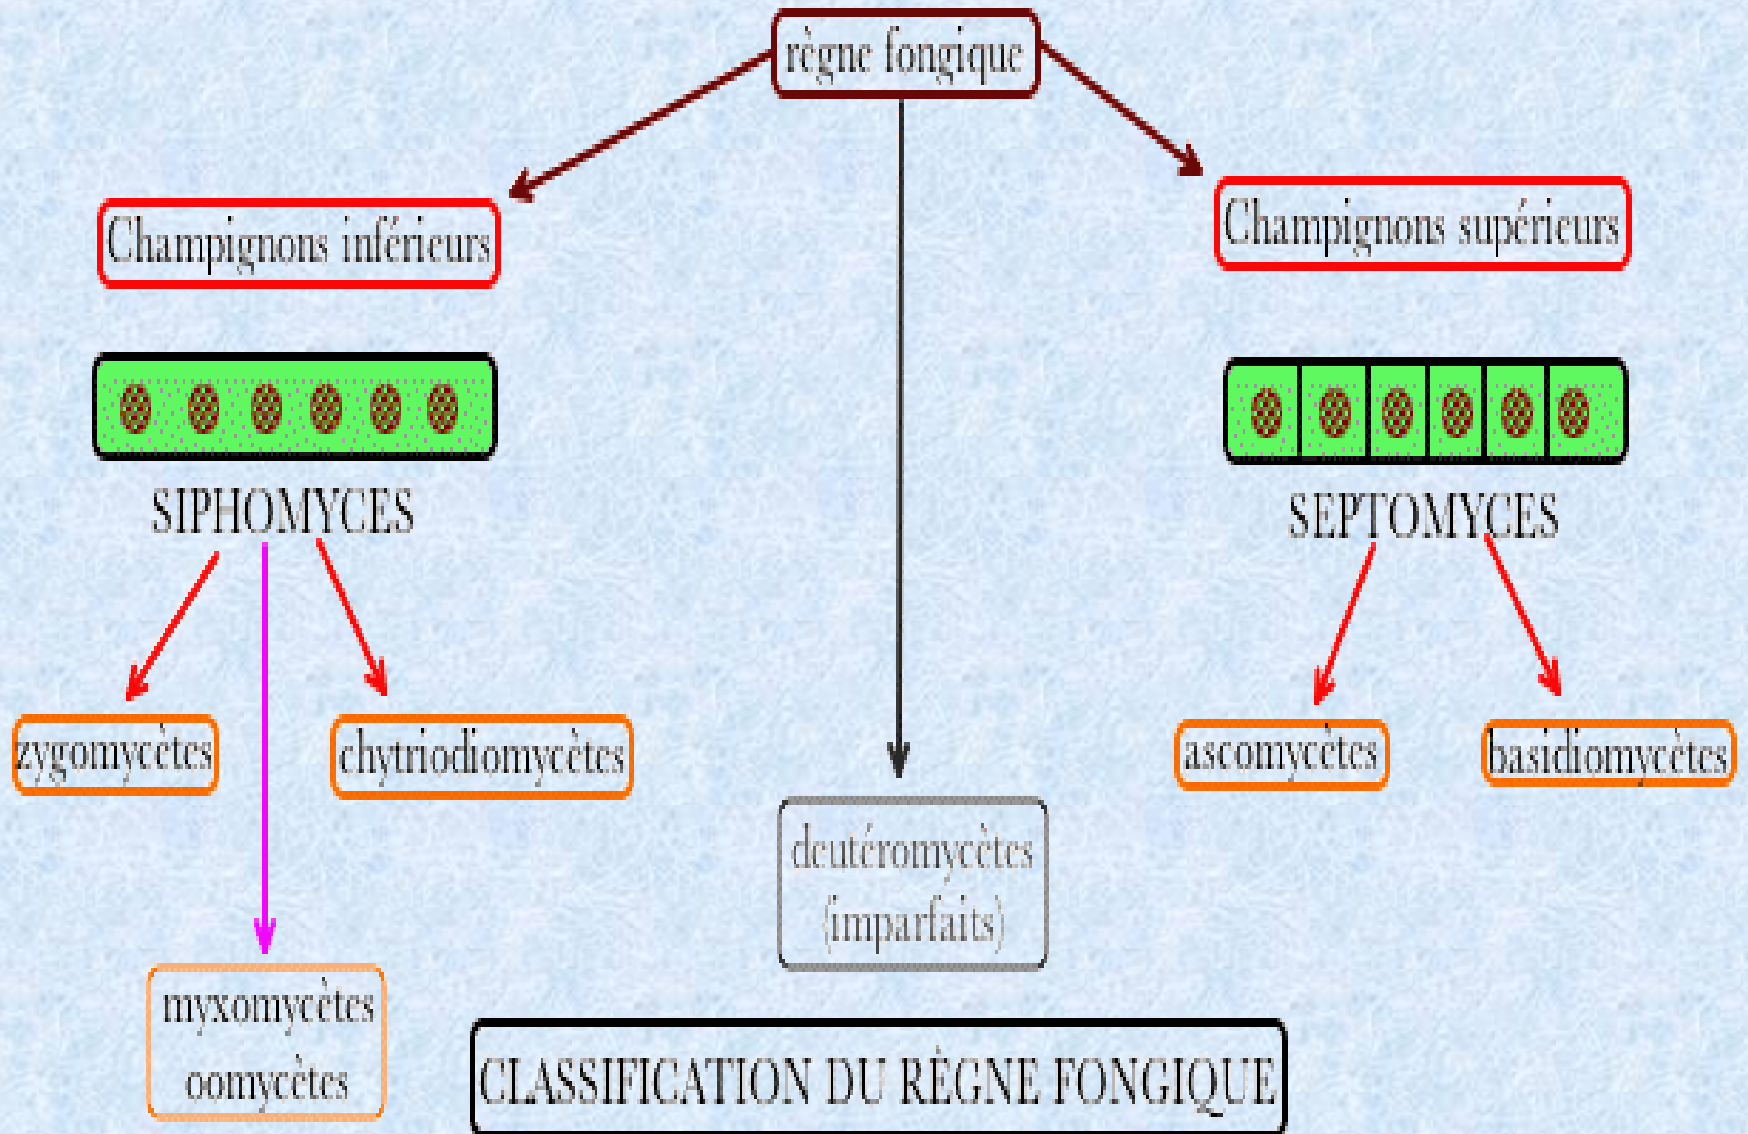 règne fongique
Champignons inférieurs
Champignons supérieurs
SIPHOMYCES
SEPTOMYCES
zygomycètes
chytriodiomycètes
ascomycètes
basidiomycètes
deutéromycètes
(imparfaits)
myxomycètes
oomycètes
CLASSIFICATION DU RÈGNE FONGIQUE